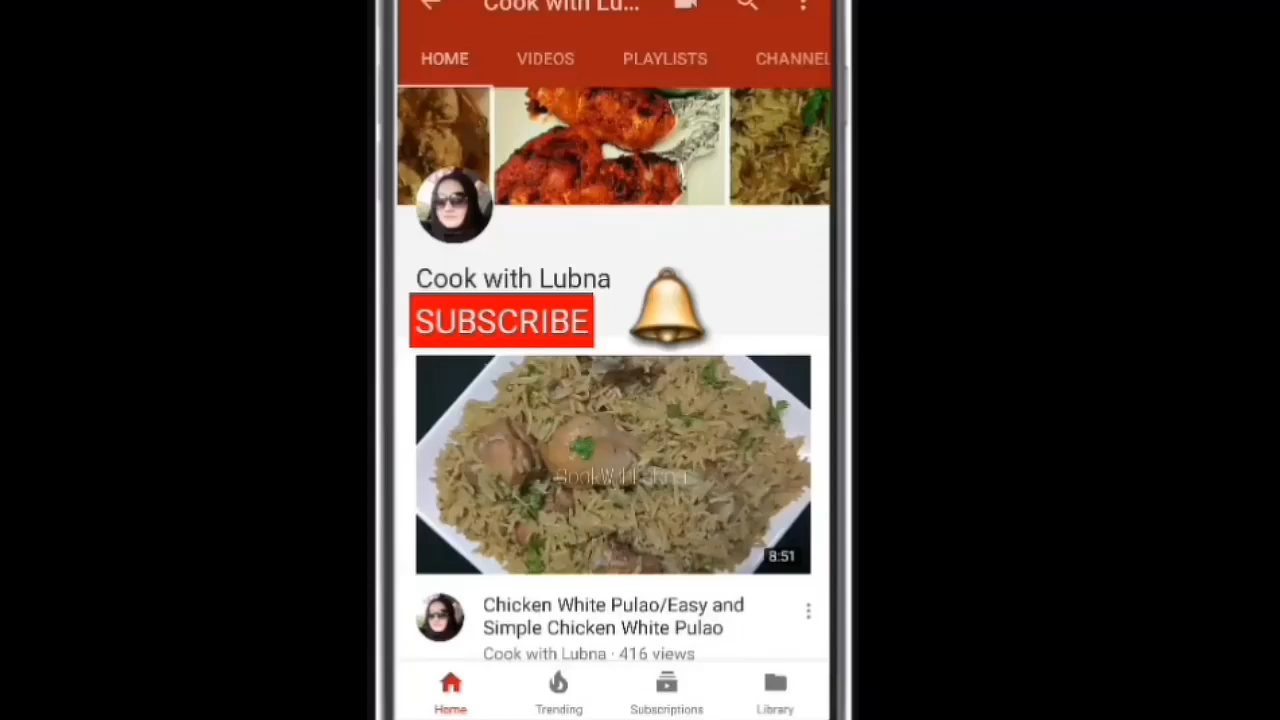 Cook with Lu...
HOME VIDEOS PLAYLISTS CHANNEL
Cook with Lubna
SUBSCRIBE
CookWithLubna
8:51
Chicken White Pulao/Easy and
Simple Chicken White Pulao
Cook with Lubna · 416 views
Home Trending Subscriptions Library